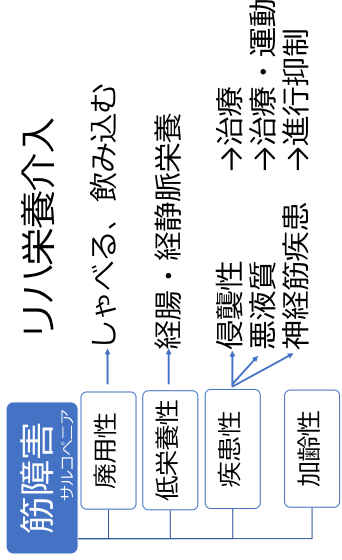 リハ栄養介入
筋障害
サルコペニア
廃用性
しゃべる、飲み込む
低栄養性
経腸・経静脈栄養
疾患性
侵襲性 →治療
悪液質 →治療・運動
神経筋疾患 →進行抑制
加齢性